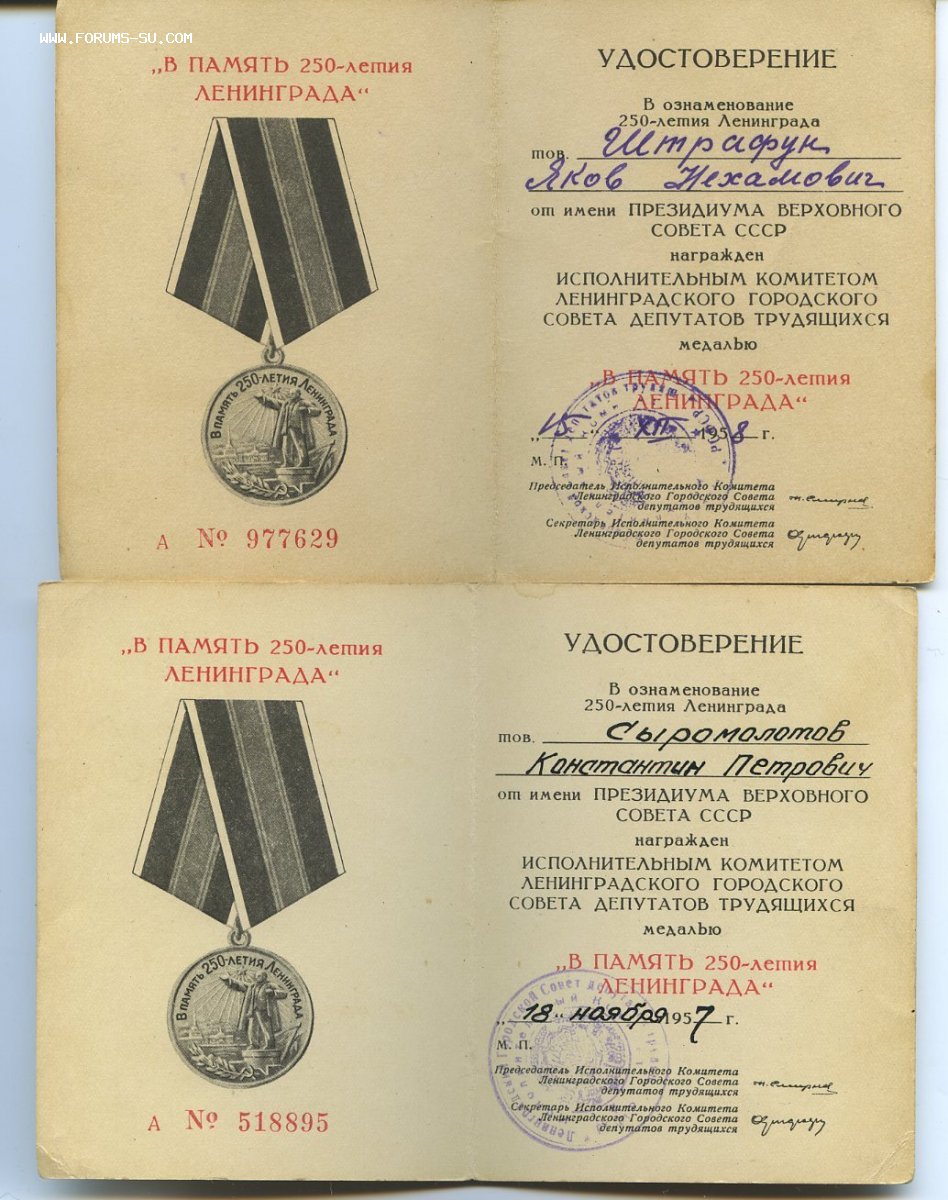 www.forums-su.com
„В ПАМЯТЬ 250-летия
ЛЕНИНГРАДА“
В ПАМЯТЬ 250-ЛЕТИЯ ЛЕНИНГРАДА
А № 977629
УДОСТОВЕРЕНИЕ
В ознаменование
250-летия Ленинграда
тов. Штрафун
Яков Нехамович
от имени ПРЕЗИДИУМА ВЕРХОВНОГО
СОВЕТА СССР
награжден
ИСПОЛНИТЕЛЬНЫМ КОМИТЕТОМ
ЛЕНИНГРАДСКОГО ГОРОДСКОГО
СОВЕТА ДЕПУТАТОВ ТРУДЯЩИХСЯ
медалью
„В ПАМЯТЬ 250-летия
ЛЕНИНГРАДА“
XII 1958 г.
М. П.
Председатель Исполнительного Комитета
Ленинградского Городского Совета
депутатов трудящихся
Секретарь Исполнительного Комитета
Ленинградского Городского Совета
депутатов трудящихся
„В ПАМЯТЬ 250-летия
ЛЕНИНГРАДА“
В ПАМЯТЬ 250-ЛЕТИЯ ЛЕНИНГРАДА
А № 518895
УДОСТОВЕРЕНИЕ
В ознаменование
250-летия Ленинграда
тов. Сыромолотов
Константин Петрович
от имени ПРЕЗИДИУМА ВЕРХОВНОГО
СОВЕТА СССР
награжден
ИСПОЛНИТЕЛЬНЫМ КОМИТЕТОМ
ЛЕНИНГРАДСКОГО ГОРОДСКОГО
СОВЕТА ДЕПУТАТОВ ТРУДЯЩИХСЯ
медалью
„В ПАМЯТЬ 250-летия
ЛЕНИНГРАДА“
„18“ ноября 1957 г.
М. П.
Председатель Исполнительного Комитета
Ленинградского Городского Совета
депутатов трудящихся
Секретарь Исполнительного Комитета
Ленинградского Городского Совета
депутатов трудящихся